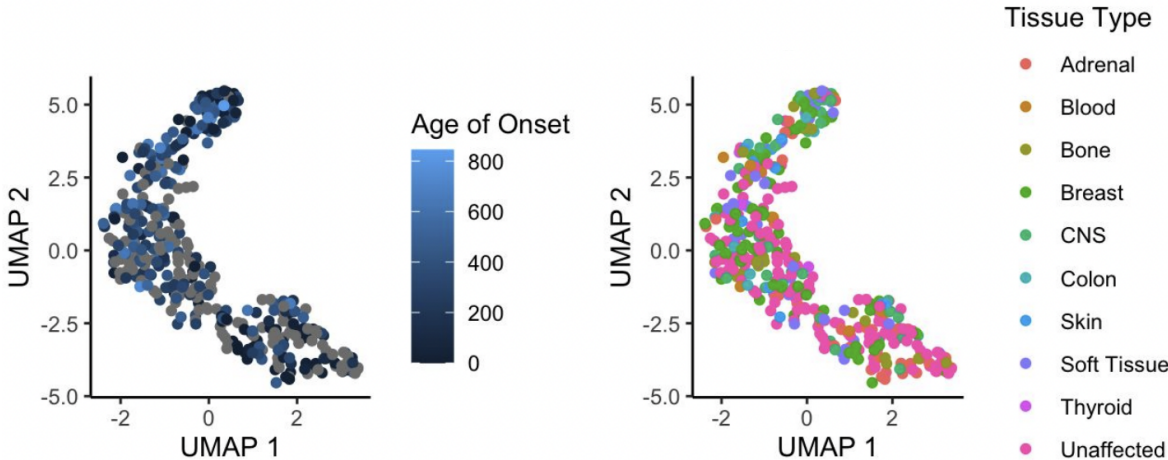 Tissue Type
Adrenal
Blood
Bone
Breast
CNS
Colon
Skin
Soft Tissue
Thyroid
Unaffected
Age of Onset
800
600
400
200
0
UMAP 2
5.0
2.5
0.0
-2.5
-5.0
-2
0
2
UMAP 1
UMAP 2
5.0
2.5
0.0
-2.5
-5.0
-2
0
2
UMAP 1